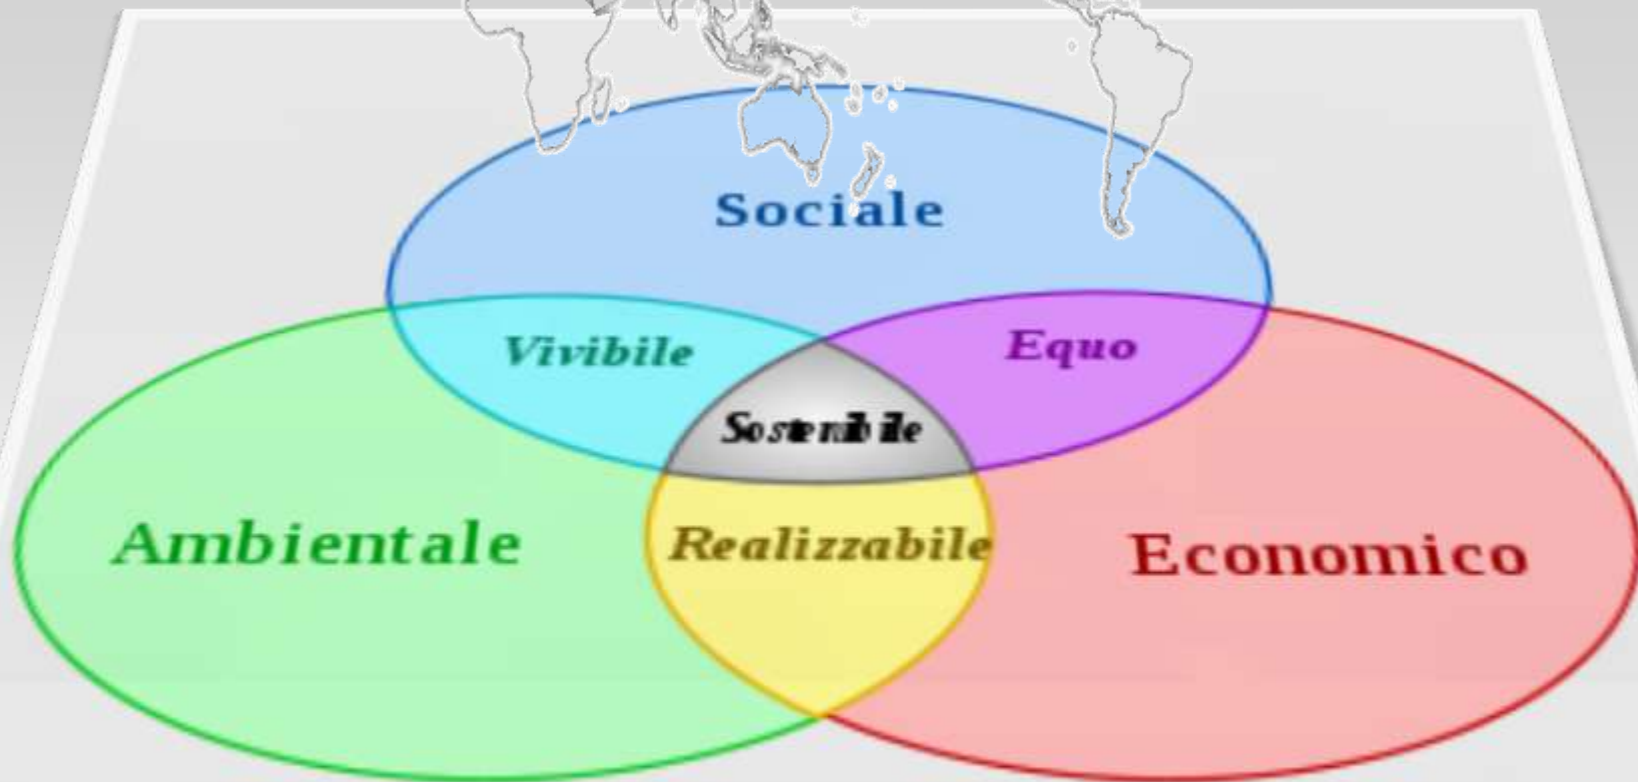 Sociale
Vivibile
Equo
Sostenibile
Ambientale
Realizzabile
Economico